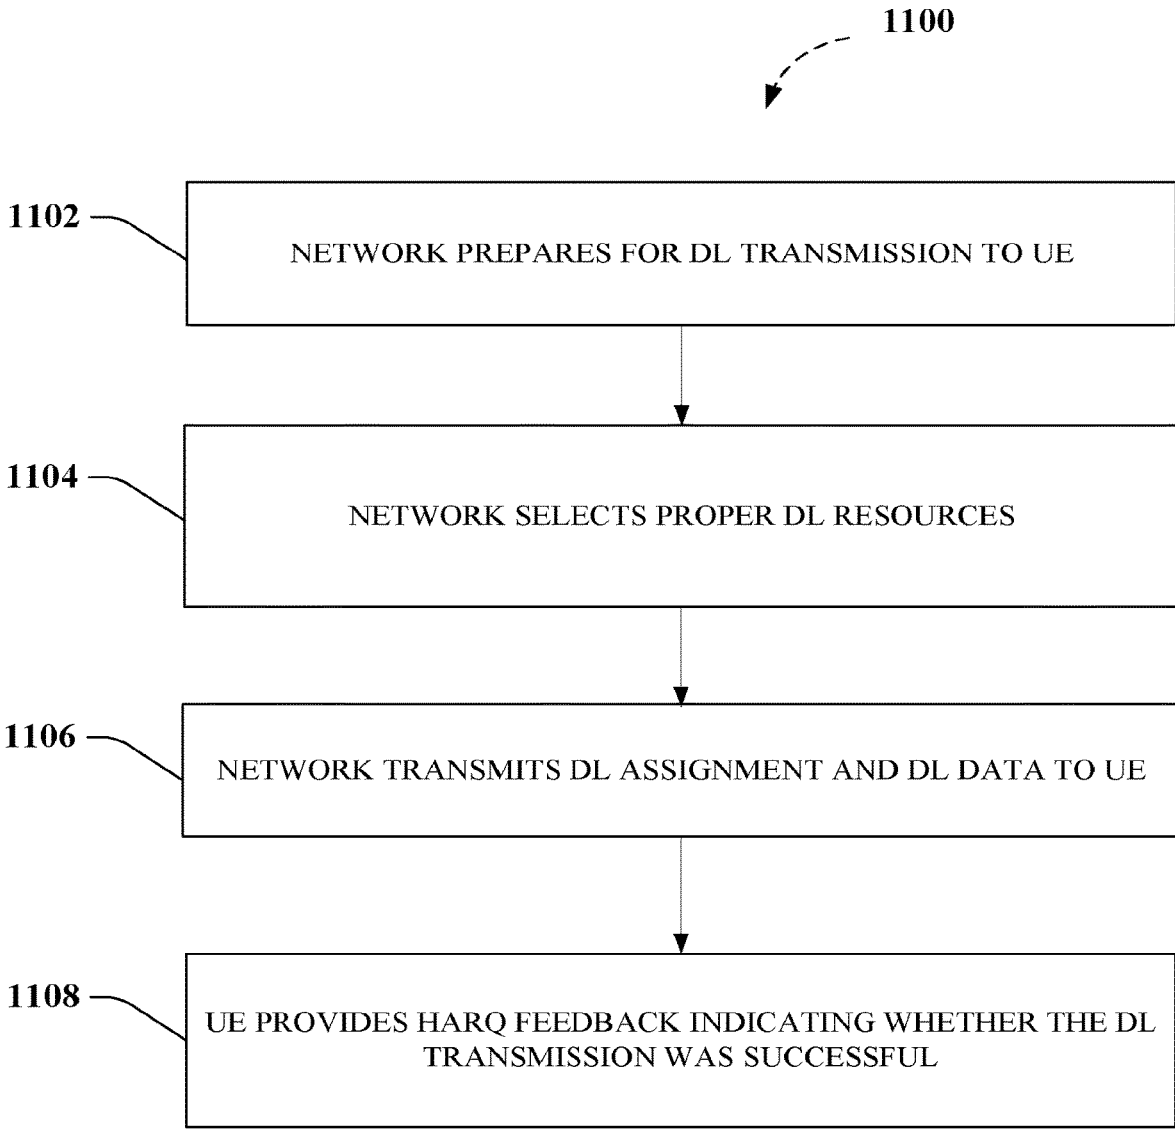 1100
1102
NETWORK PREPARES FOR DL TRANSMISSION TO UE
1104
NETWORK SELECTS PROPER DL RESOURCES
1106
NETWORK TRANSMITS DL ASSIGNMENT AND DL DATA TO UE
1108
UE PROVIDES HARQ FEEDBACK INDICATING WHETHER THE DL
TRANSMISSION WAS SUCCESSFUL